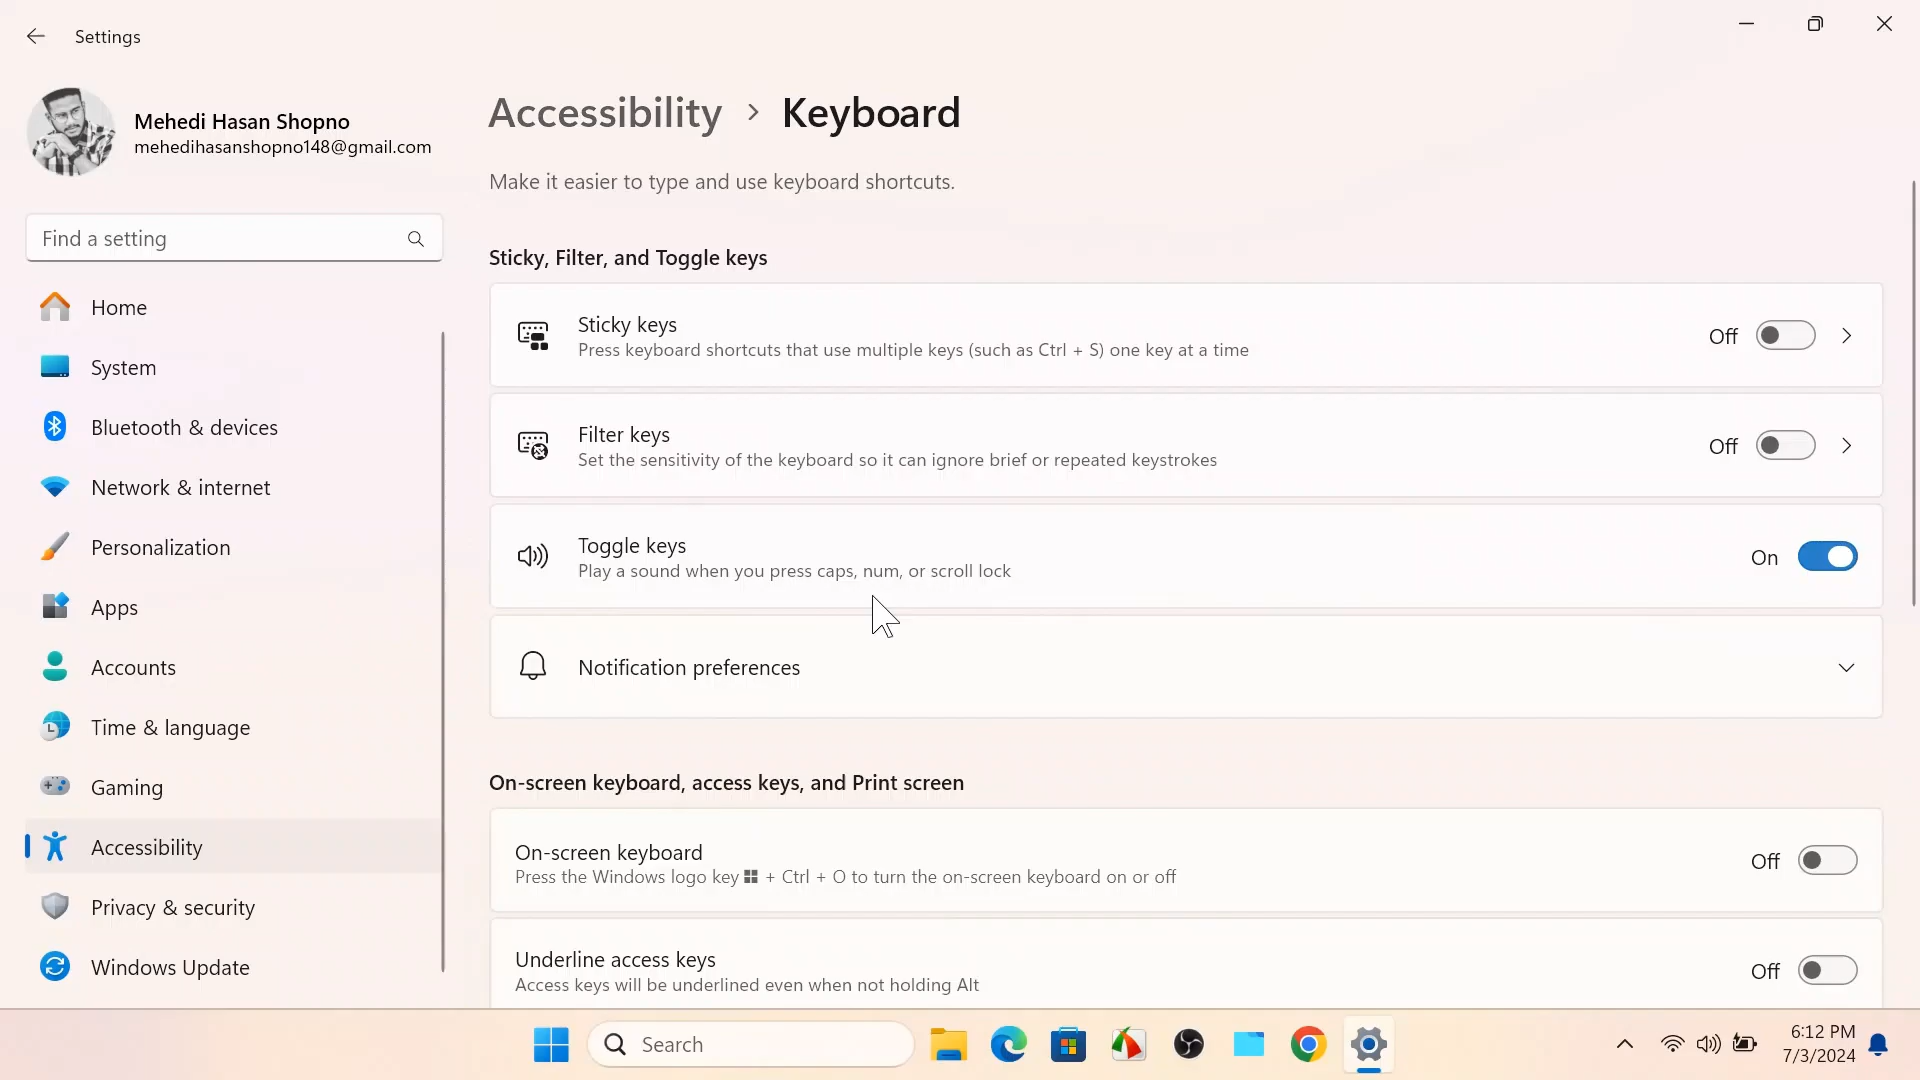 Settings
Mehedi Hasan Shopno
mehedihasanshopno148@gmail.com
Find a setting
Home
System
Bluetooth & devices
Network & internet
Personalization
Apps
Accounts
Time & language
Gaming
Accessibility
Privacy & security
Windows Update
Accessibility > Keyboard
Make it easier to type and use keyboard shortcuts.
Sticky, Filter, and Toggle keys
Sticky keys
Off
Press keyboard shortcuts that use multiple keys (such as Ctrl + S) one key at a time
Filter keys
Off
Set the sensitivity of the keyboard so it can ignore brief or repeated keystrokes
Toggle keys
On
Play a sound when you press caps, num, or scroll lock
Notification preferences
On-screen keyboard, access keys, and Print screen
On-screen keyboard
Off
Press the Windows logo key + Ctrl + O to turn the on-screen keyboard on or off
Underline access keys
Off
Access keys will be underlined even when not holding Alt
Search
6:12 PM
7/3/2024